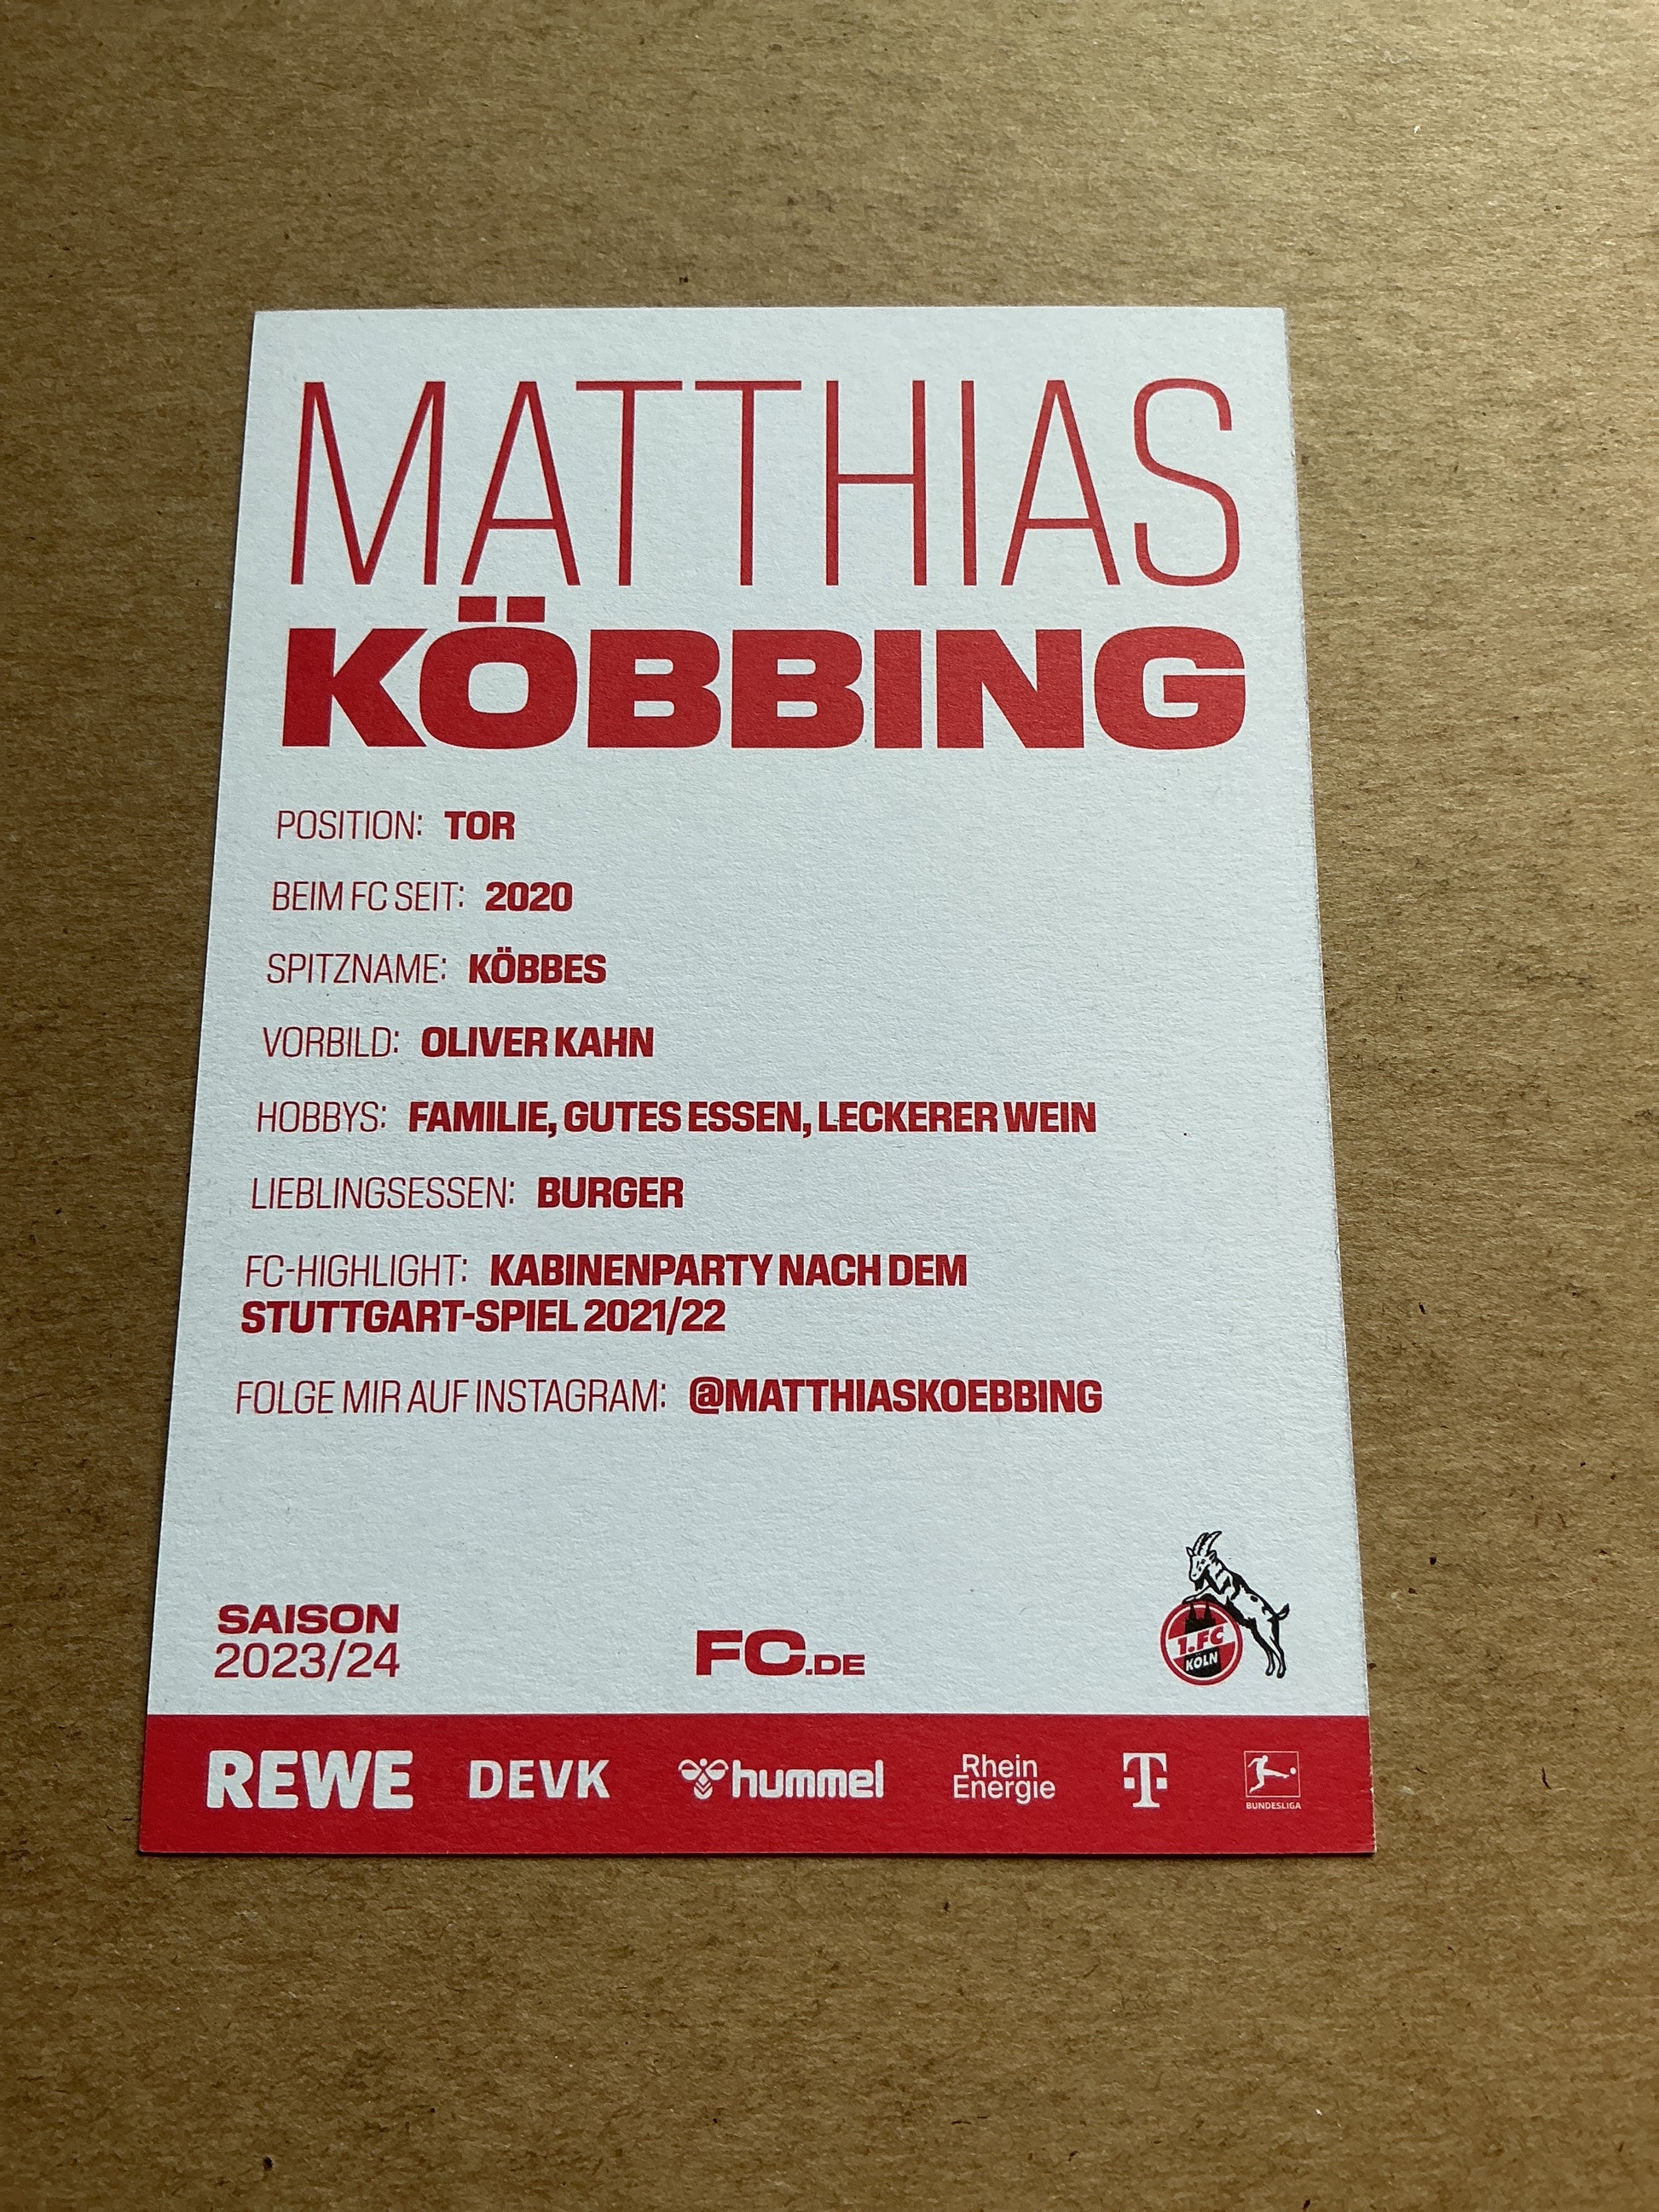 MATTHIAS
KÖBBING
POSITION: TOR
BEIM FC SEIT: 2020
SPITZNAME: KÖBBES
VORBILD: OLIVER KAHN
HOBBYS: FAMILIE, GUTES ESSEN, LECKERER WEIN
LIEBLINGSESSEN: BURGER
FC-HIGHLIGHT: KABINENPARTY NACH DEM
STUTTGART-SPIEL 2021/22
FOLGE MIR AUF INSTAGRAM: @MATTHIASKOEBBING
SAISON
2023/24
FC.DE
1.FC
KÖLN
REWE
DEVK
hummel
Rhein
Energie
T
BUNDESLIGA